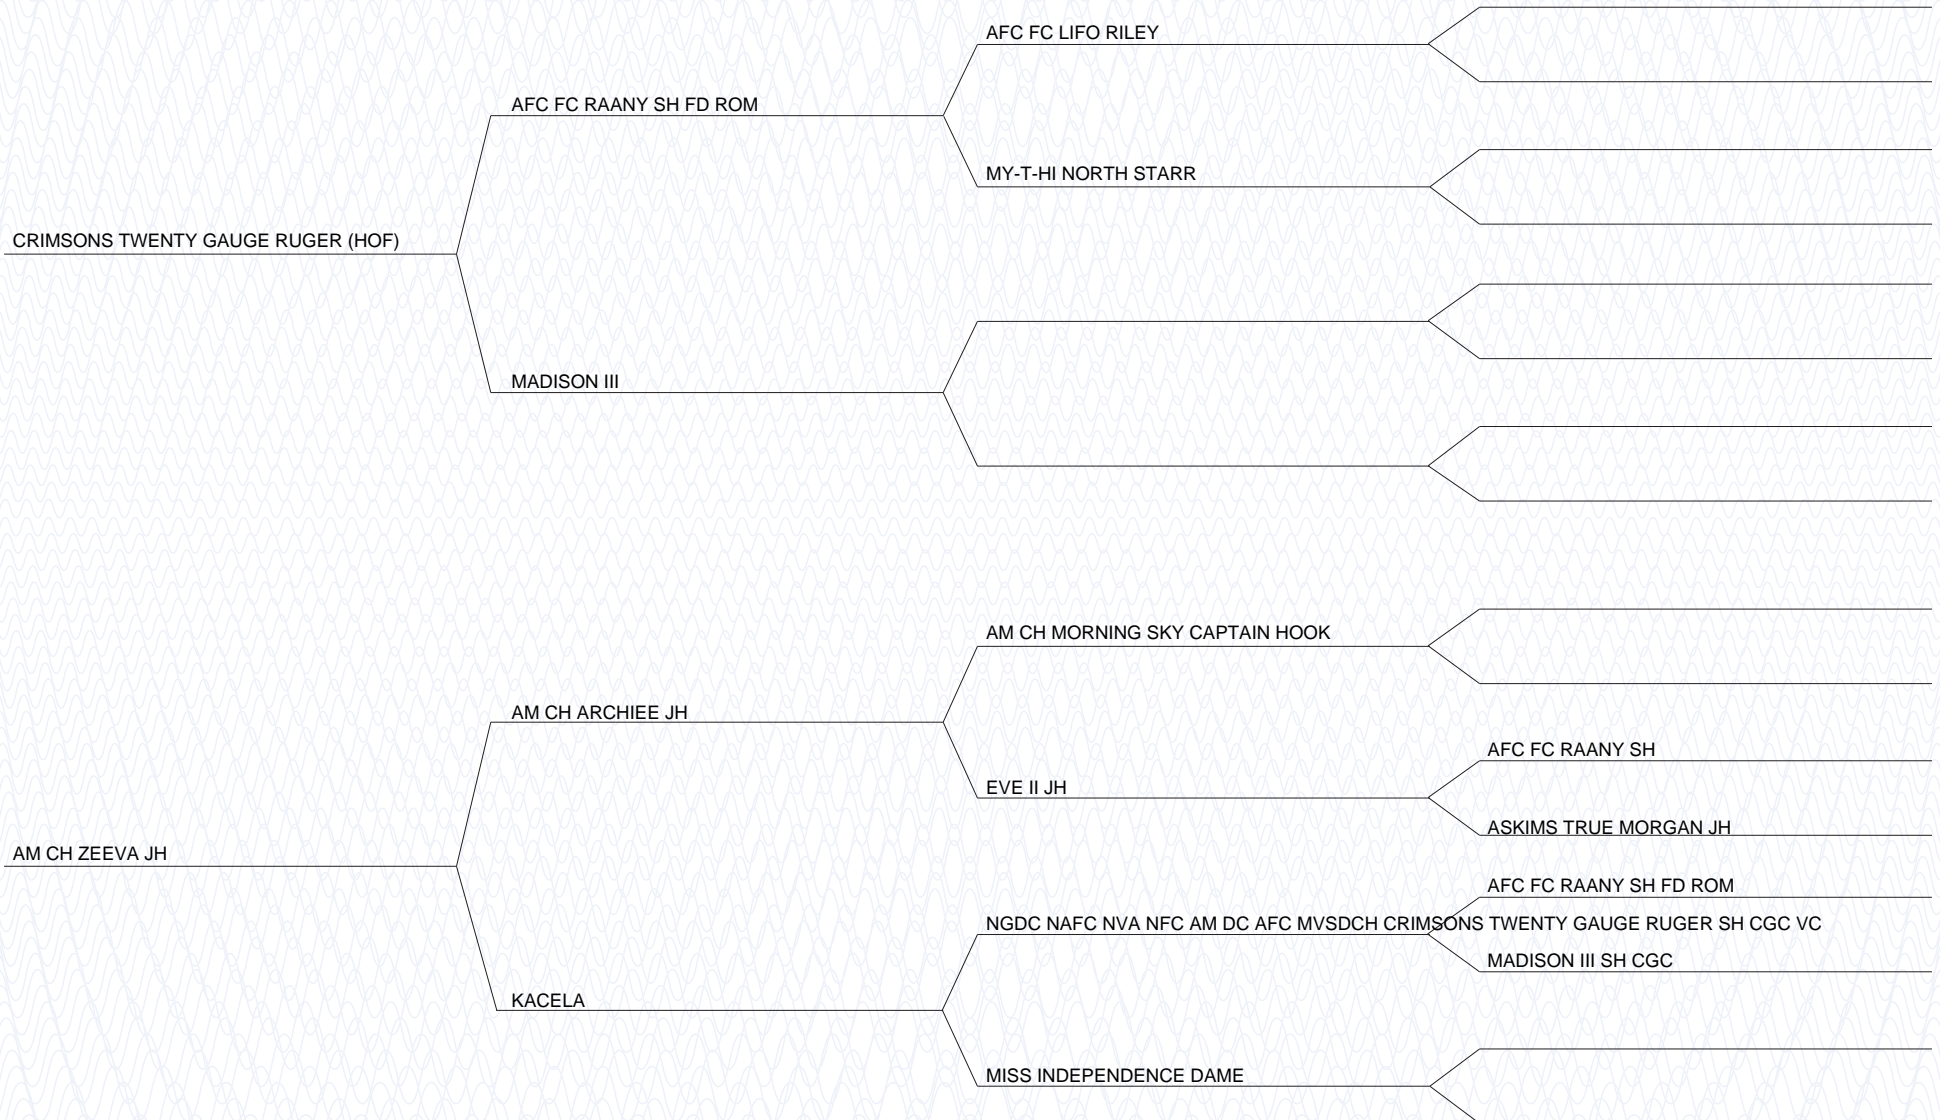 AFC FC LIFO RILEY
AFC FC RAANY SH FD ROM
MY-T-HI NORTH STARR
CRIMSONS TWENTY GAUGE RUGER (HOF)
MADISON III
AM CH MORNING SKY CAPTAIN HOOK
AM CH ARCHIEE JH
AFC FC RAANY SH
EVE II JH
ASKIMS TRUE MORGAN JH
AM CH ZEEVA JH
AFC FC RAANY SH FD ROM
NGDC NAFC NVA NFC AM DC AFC MVSDCH CRIMSONS TWENTY GAUGE RUGER SH CGC VC
MADISON III SH CGC
KACELA
MISS INDEPENDENCE DAME